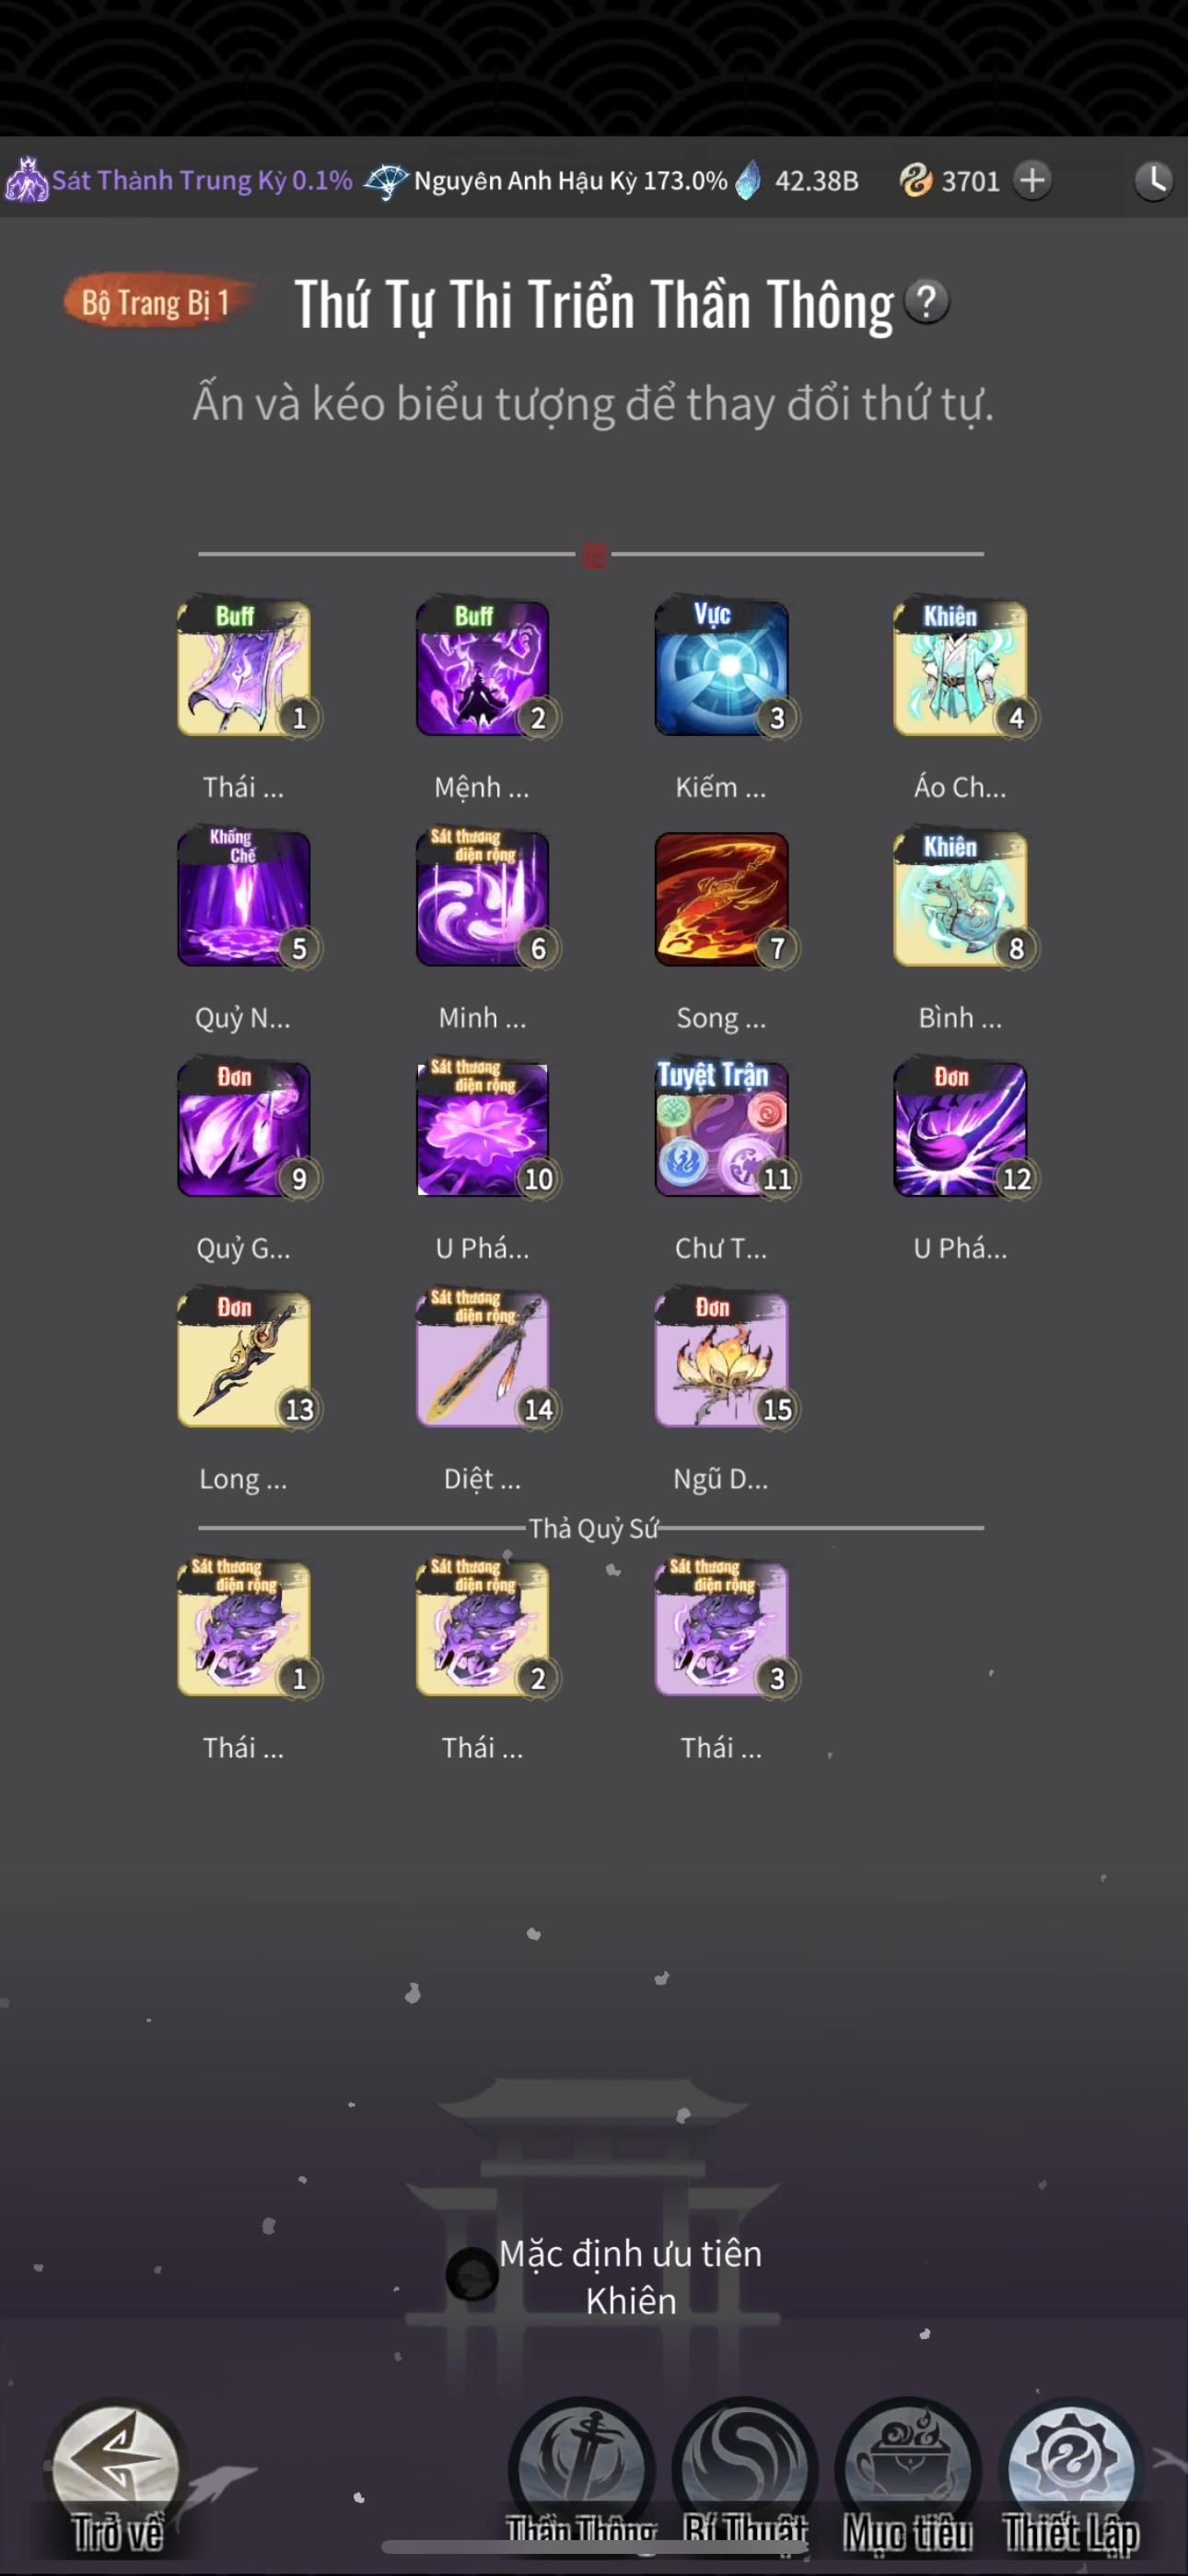 Sát Thành Trung Kỳ 0.1% Nguyên Anh Hậu Kỳ 173.0% 42.38B 3701
Bộ Trang Bị 1 Thứ Tự Thi Triển Thần Thông ?
Ấn và kéo biểu tượng để thay đổi thứ tự.
Buff Buff Vực Khiên
1 2 3 4
Thái ... Mệnh ... Kiếm ... Áo Ch...
Khống Chế Sát thương diện rộng Khiên
5 6 7 8
Quỷ N... Minh ... Song ... Bình ...
Đơn Sát thương diện rộng Tuyệt Trận Đơn
9 10 11 12
Quỷ G... U Phá... Chư T... U Phá...
Đơn Sát thương diện rộng Đơn
13 14 15
Long ... Diệt ... Ngũ D...
Thả Quỷ Sứ
Sát thương diện rộng Sát thương diện rộng Sát thương diện rộng
1 2 3
Thái ... Thái ... Thái ...
Mặc định ưu tiên
Khiên
Trở về Thần Thông Bí Thuật Mục tiêu Thiết Lập